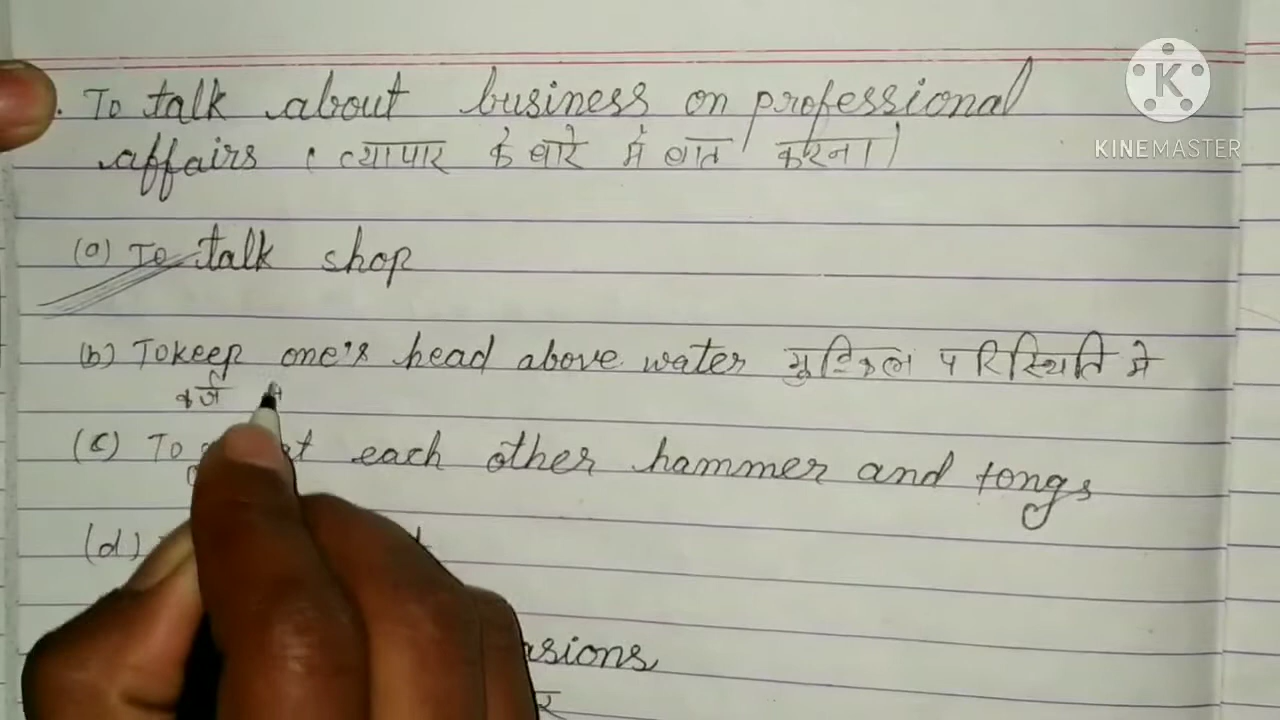 . To talk about business on professional
affairs ( व्यापार के बारे में बात करना )
(a) To talk shop
(b) To keep one's head above water मुश्किल परिस्थिति मे
कर्ज
(c) To each other hammer and tongs
(d)
K
KINEMASTER